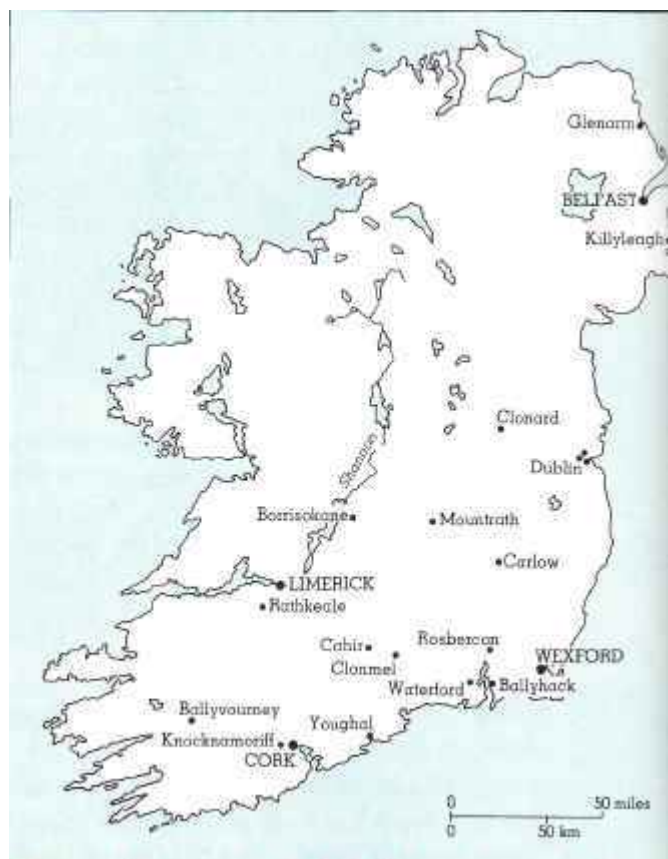 Glenarm
BELFAST
Killyleagh
Clonard
Dublin
Shannon
Borrisokane
Mountrath
Carlow
LIMERICK
Rathkeale
Cahir
Rosbercon
Clonmel
WEXFORD
Waterford
Ballyhack
Ballyvourney
Youghal
Knocknamoriff
CORK
0 50 miles
0 50 km